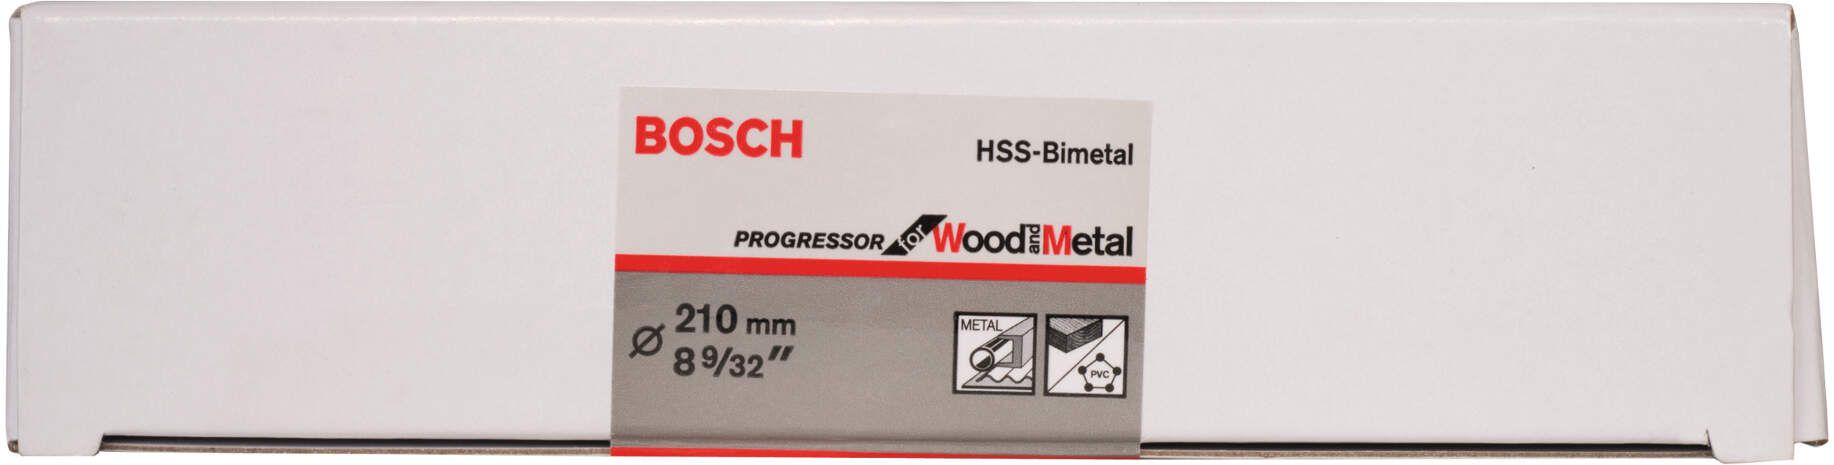 BOSCH
HSS-Bimetal
PROGRESSOR for Wood and Metal
Ø 210 mm
8 9/32"
METAL
PVC